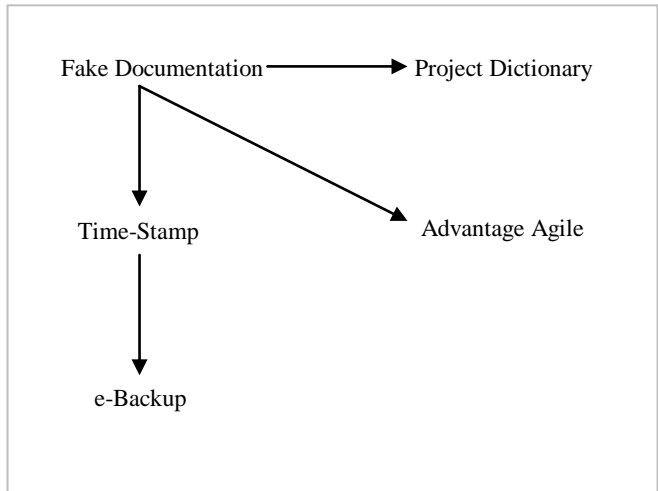 Fake Documentation
Project Dictionary
Time-Stamp
Advantage Agile
e-Backup